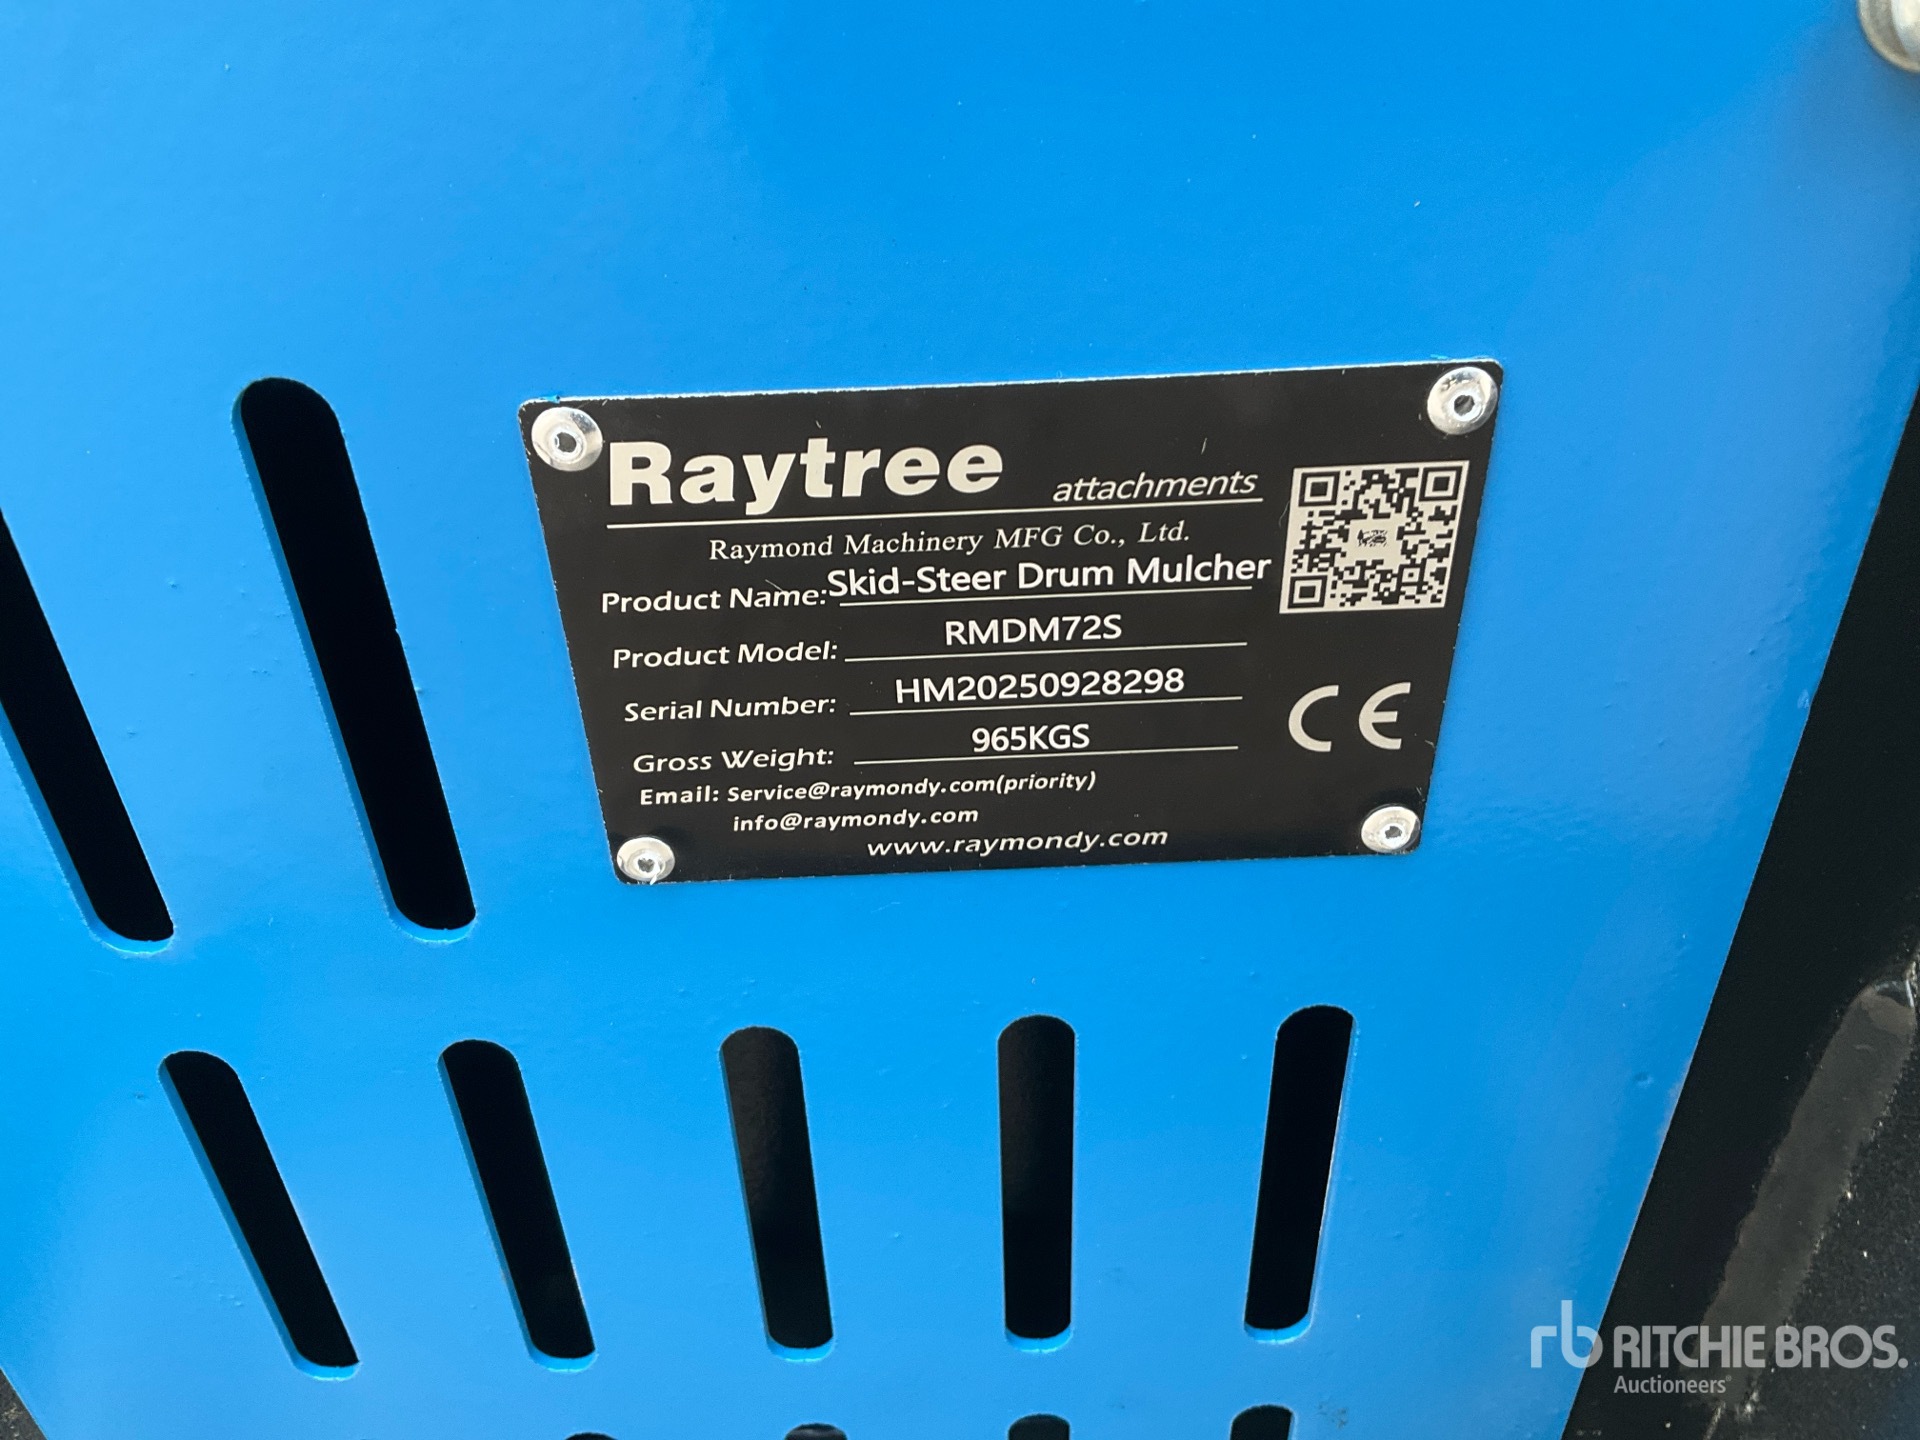 Raytree attachments
Raymond Machinery MFG Co., Ltd.
Product Name: Skid-Steer Drum Mulcher
Product Model: RMDM72S
Serial Number: HM20250928298
Gross Weight: 965KGS
Email: Service@raymondy.com(priority)
info@raymondy.com
www.raymondy.com
CE
rb RITCHIE BROS.
Auctioneers